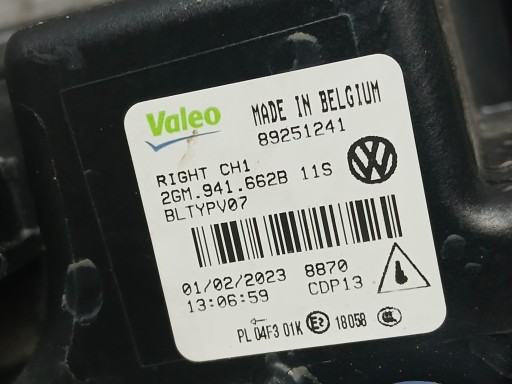 Valeo
MADE IN BELGIUM
89251241
RIGHT CH1
2GM.941.662B 11S
BLTYPV07
01/02/2023 8870
13:06:59 CDP13
PL 04F3 01K 18058